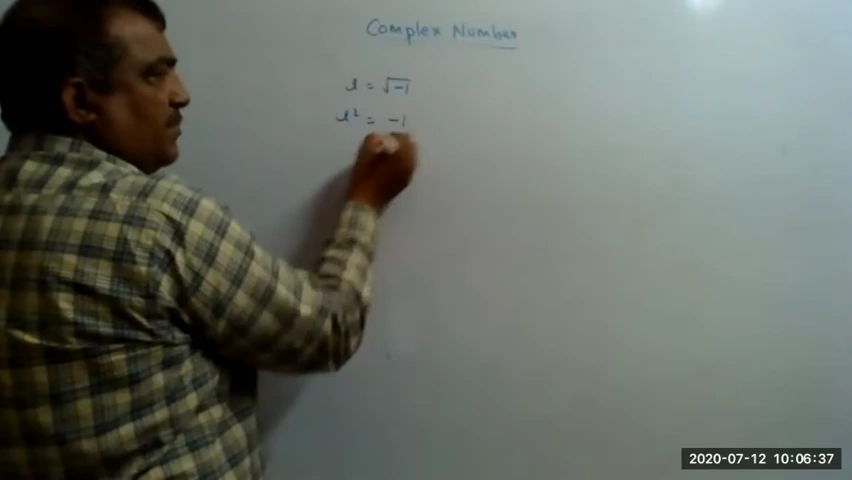 Complex Number
i = √-1
i² = -1
2020-07-12 10:06:37